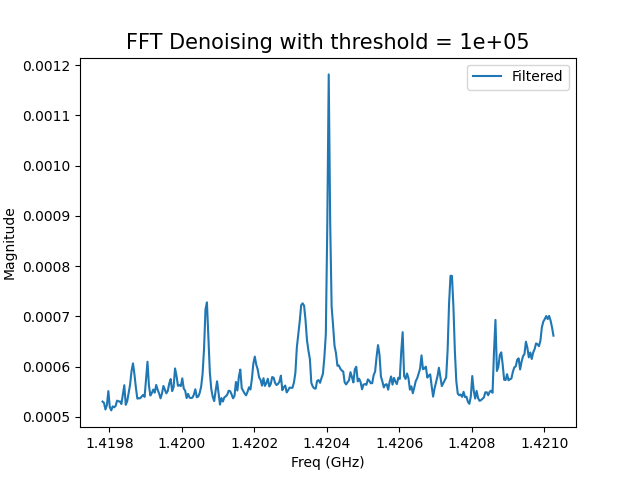 FFT Denoising with threshold = 1e+05
Filtered
0.0012
0.0011
0.0010
0.0009
0.0008
0.0007
0.0006
0.0005
Magnitude
1.4198 1.4200 1.4202 1.4204 1.4206 1.4208 1.4210
Freq (GHz)